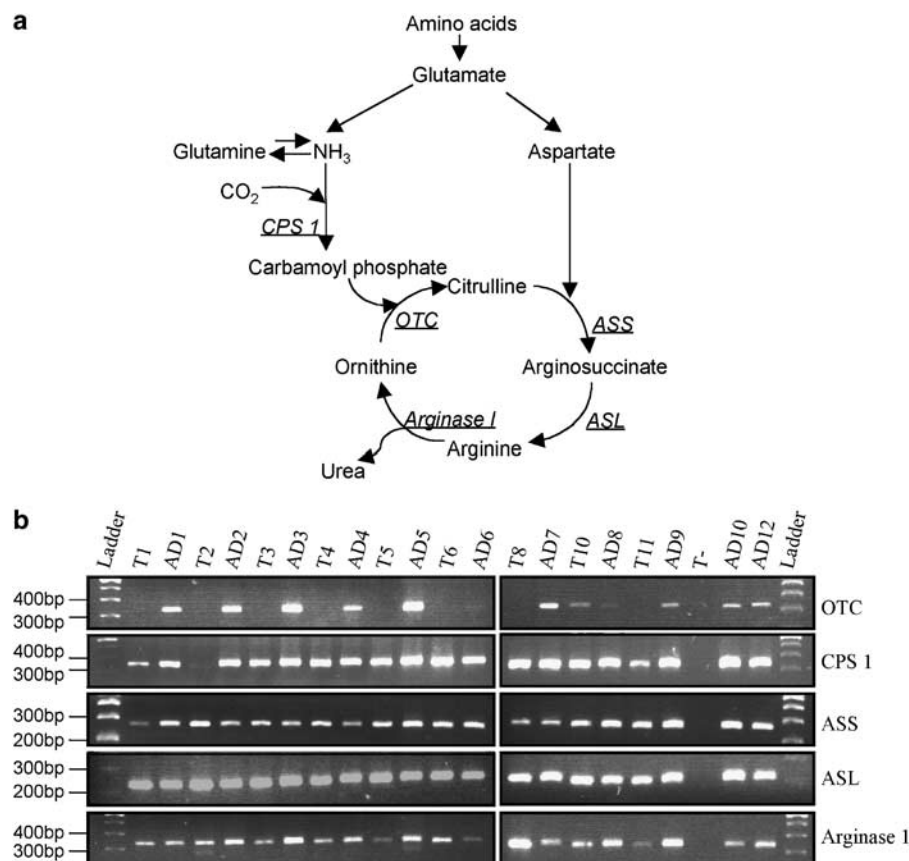 a
Amino acids
Glutamate
Glutamine NH₃ Aspartate
CO₂
CPS 1
Carbamoyl phosphate
Citrulline
OTC ASS
Ornithine Arginosuccinate
Arginase I ASL
Arginine
Urea
b
Ladder T1 AD1 T2 AD2 T3 AD3 T4 AD4 T5 AD5 T6 AD6 T8 AD7 T10 AD8 T11 AD9 T- AD10 AD12 Ladder
400bp
300bp
OTC
400bp
300bp
CPS 1
300bp
200bp
ASS
300bp
200bp
ASL
400bp
300bp
Arginase 1